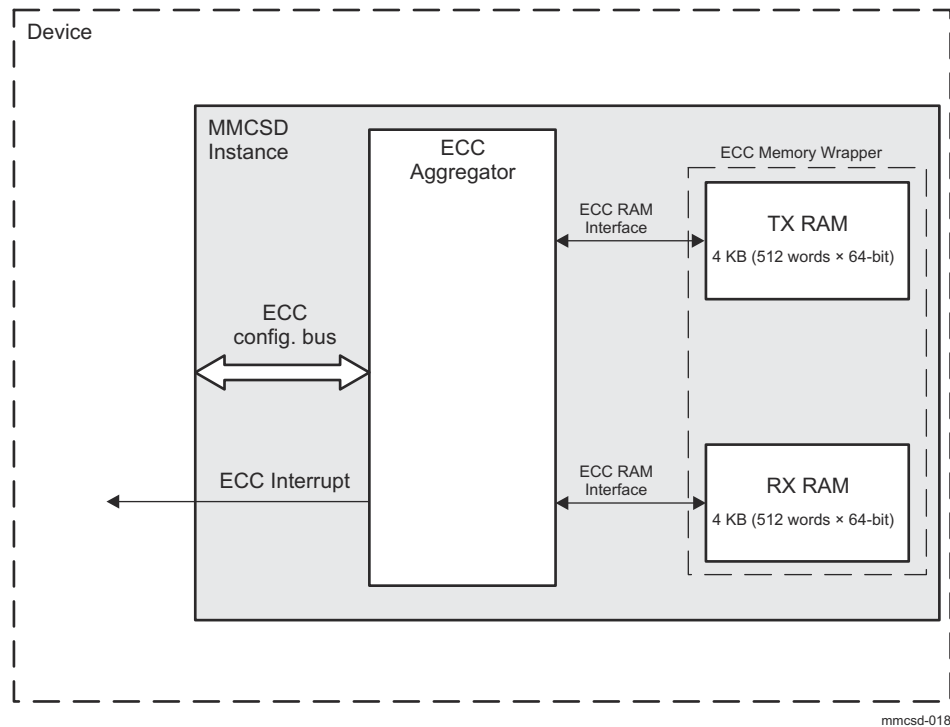 Device
MMCSD
Instance
ECC
Aggregator
ECC Memory Wrapper
ECC RAM
Interface
TX RAM
4 KB (512 words × 64-bit)
ECC
config. bus
ECC Interrupt
ECC RAM
Interface
RX RAM
4 KB (512 words × 64-bit)
mmcsd-018